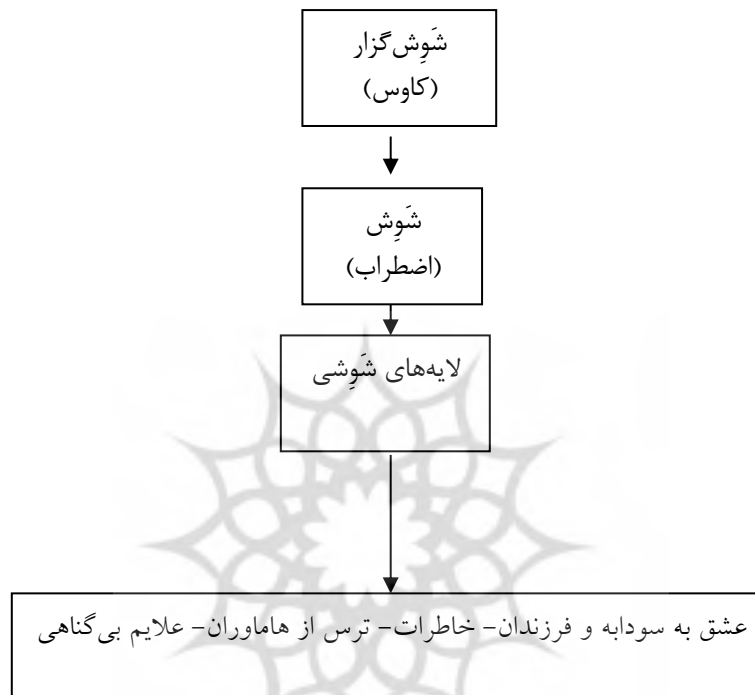 شَوِش‌گزار
(کاوس)
شَوِش
(اضطراب)
لایه‌های شَوِشی
عشق به سودابه و فرزندان- خاطرات- ترس از هاماوران- علایم بی‌گناهی